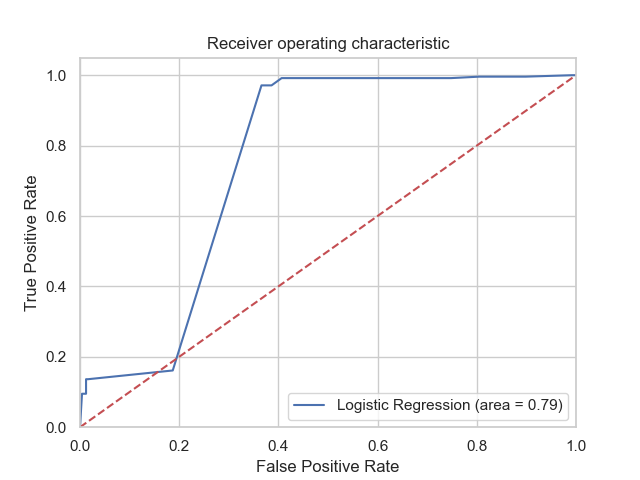 Receiver operating characteristic
True Positive Rate
1.0
0.8
0.6
0.4
0.2
0.0
Logistic Regression (area = 0.79)
0.0 0.2 0.4 0.6 0.8 1.0
False Positive Rate